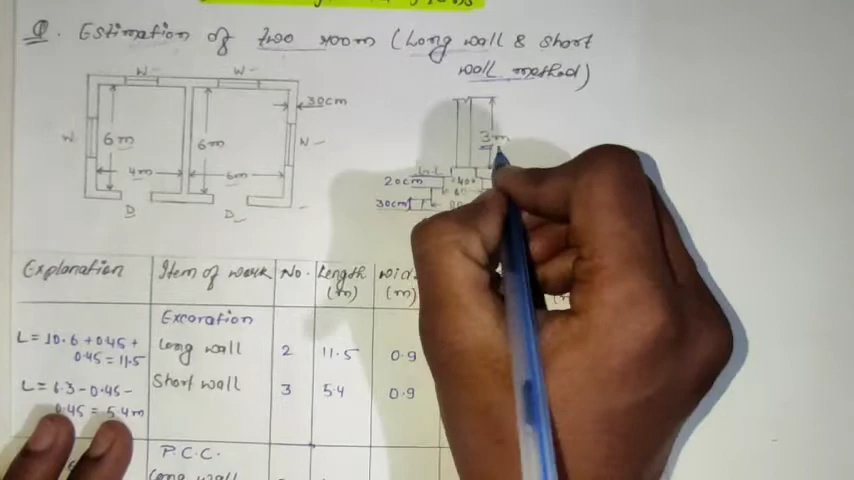 Q. Estimation of two room (Long wall & short
wall method)
W W
30cm
W 6m 6m W
4m 6m
D D
3m
20cm 40
30cm
Explanation Item of work No. Length (m) (m)
Excoration
L = 10.6 + 0.45 + 0.45 = 11.5 Long wall 2 11.5 0.9
L = 6.3 - 0.45 - 0.45 = 5.4m Short wall 3 5.4 0.9
P.C.C.
Long wall